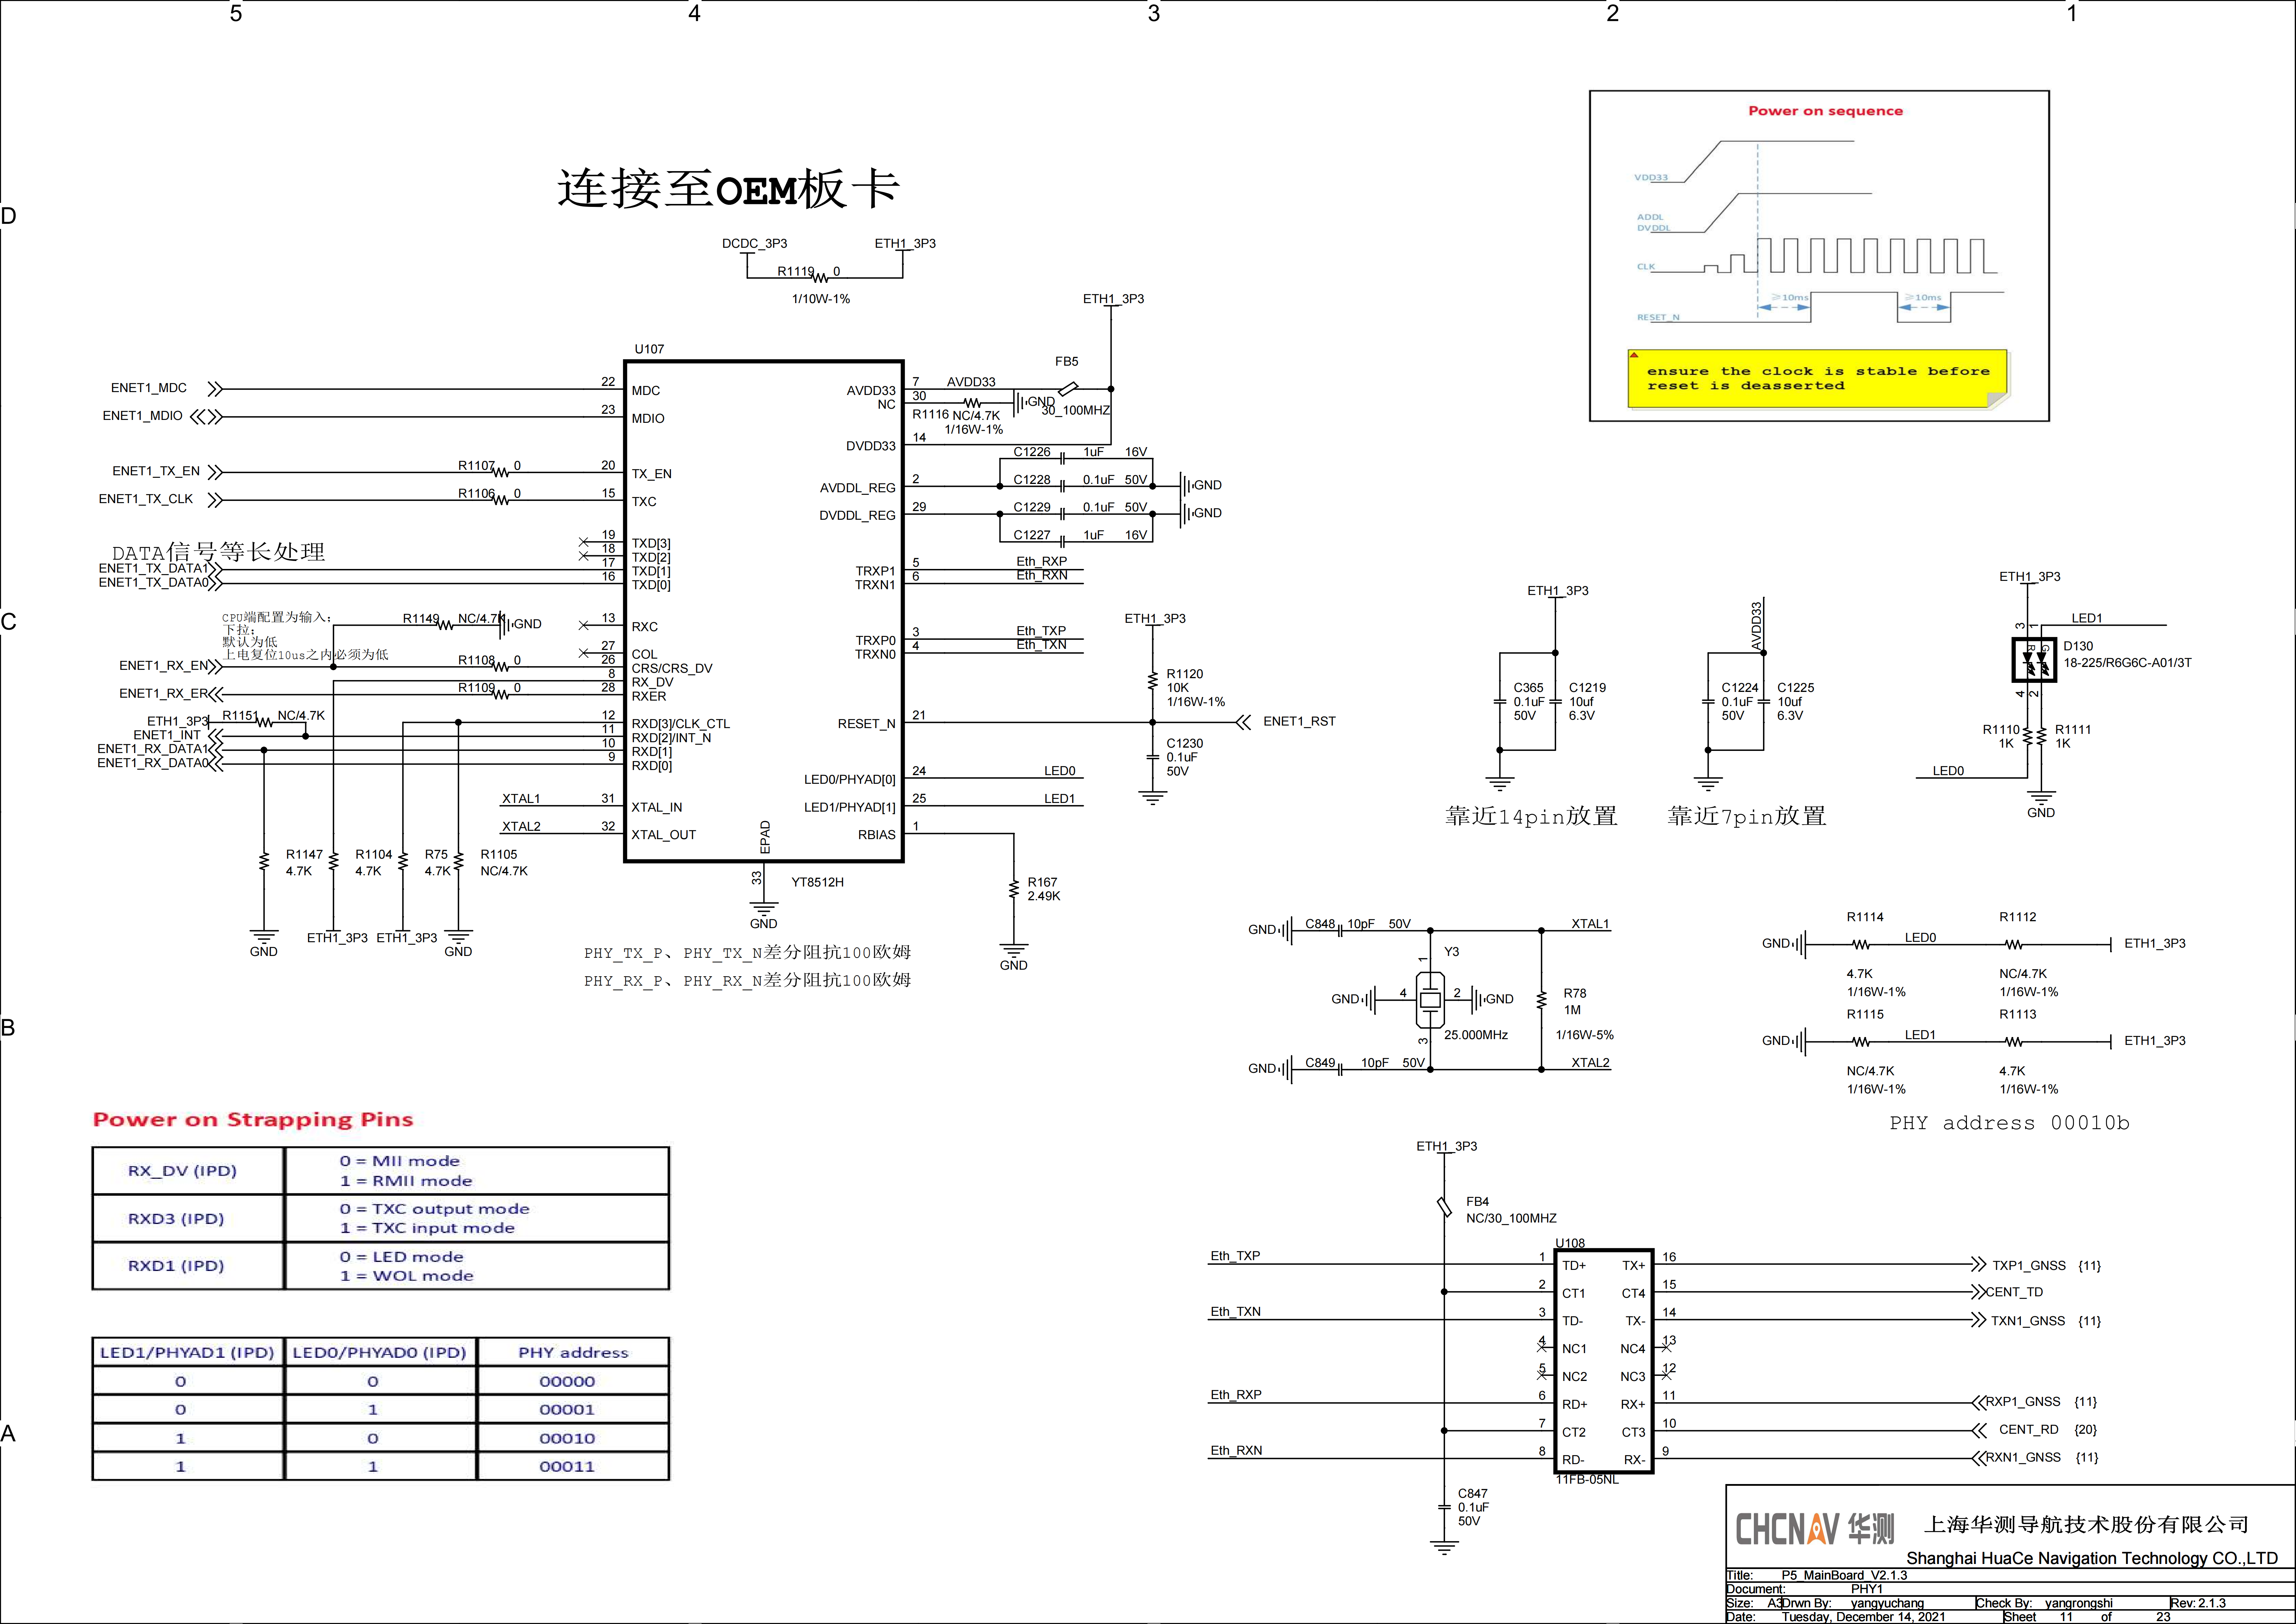 5 4 3 2 1
Power on sequence
VDD33
ADDL
DVDDL
CLK
≥10ms ≥10ms
RESET_N
ensure the clock is stable before
reset is deasserted
连接至OEM板卡
DCDC_3P3 ETH1_3P3
R1119 0
1/10W-1%
ETH1_3P3
U107
FB5
30_100MHZ
ENET1_MDC 22 MDC
ENET1_MDIO 23 MDIO
ENET1_TX_EN R1107 0 20 TX_EN
ENET1_TX_CLK R1106 0 15 TXC
DATA信号等长处理
19 TXD[3]
18 TXD[2]
ENET1_TX_DATA1 17 TXD[1]
ENET1_TX_DATA0 16 TXD[0]
CPU端配置为输入;
下拉;
默认为低
上电复位10us之内必须为低
R1149 NC/4.7K GND
13 RXC
27 COL
ENET1_RX_EN R1108 0 26 CRS/CRS_DV
8 RX_DV
ENET1_RX_ER R1109 0 28 RXER
ETH1_3P3 R1151 NC/4.7K
12 RXD[3]/CLK_CTL
ENET1_INT 11 RXD[2]/INT_N
ENET1_RX_DATA1 10 RXD[1]
ENET1_RX_DATA0 9 RXD[0]
XTAL1 31 XTAL_IN
XTAL2 32 XTAL_OUT
AVDD33 7 AVDD33
NC 30 GND
R1116 NC/4.7K
1/16W-1%
DVDD33 14
C1226 1uF 16V
AVDDL_REG 2 C1228 0.1uF 50V GND
DVDDL_REG 29 C1229 0.1uF 50V GND
C1227 1uF 16V
TRXP1 5 Eth_RXP
TRXN1 6 Eth_RXN
TRXP0 3 Eth_TXP
TRXN0 4 Eth_TXN
ETH1_3P3
R1120
10K
1/16W-1%
RESET_N 21 ENET1_RST
C1230
0.1uF
50V
LED0/PHYAD[0] 24 LED0
LED1/PHYAD[1] 25 LED1
RBIAS 1
EPAD
33
YT8512H
GND
R167
2.49K
GND
R1147
4.7K
R1104
4.7K
R75
4.7K
R1105
NC/4.7K
GND ETH1_3P3 ETH1_3P3 GND
PHY_TX_P、PHY_TX_N差分阻抗100欧姆
PHY_RX_P、PHY_RX_N差分阻抗100欧姆
ETH1_3P3
C365
0.1uF
50V
C1219
10uf
6.3V
靠近14pin放置
AVDD33
C1224
0.1uF
50V
C1225
10uf
6.3V
靠近7pin放置
ETH1_3P3
LED1
3 1
R G
D130
18-225/R6G6C-A01/3T
4 2
R1110
1K
R1111
1K
LED0
GND
GND C848 10pF 50V XTAL1
1 Y3
GND 4 2 GND
R78
1M
3 25.000MHz 1/16W-5%
GND C849 10pF 50V XTAL2
R1114 R1112
GND LED0 ETH1_3P3
4.7K NC/4.7K
1/16W-1% 1/16W-1%
R1115 R1113
GND LED1 ETH1_3P3
NC/4.7K 4.7K
1/16W-1% 1/16W-1%
PHY address 00010b
Power on Strapping Pins
RX_DV (IPD) 0 = MII mode
1 = RMII mode
RXD3 (IPD) 0 = TXC output mode
1 = TXC input mode
RXD1 (IPD) 0 = LED mode
1 = WOL mode
LED1/PHYAD1 (IPD) LED0/PHYAD0 (IPD) PHY address
0 0 00000
0 1 00001
1 0 00010
1 1 00011
ETH1_3P3
FB4
NC/30_100MHZ
U108
Eth_TXP 1 TD+ TX+ 16 TXP1_GNSS {11}
2 CT1 CT4 15 CENT_TD
Eth_TXN 3 TD- TX- 14 TXN1_GNSS {11}
4 NC1 NC4 13
5 NC2 NC3 12
Eth_RXP 6 RD+ RX+ 11 RXP1_GNSS {11}
7 CT2 CT3 10 CENT_RD {20}
Eth_RXN 8 RD- RX- 9 RXN1_GNSS {11}
11FB-05NL
C847
0.1uF
50V
D
C
B
A
CHCNAV 华测 上海华测导航技术股份有限公司
Shanghai HuaCe Navigation Technology CO.,LTD
Title: P5_MainBoard_V2.1.3
Document: PHY1
Size: A3 Drwn By: yangyuchang Check By: yangrongshi Rev: 2.1.3
Date: Tuesday, December 14, 2021 Sheet 11 of 23